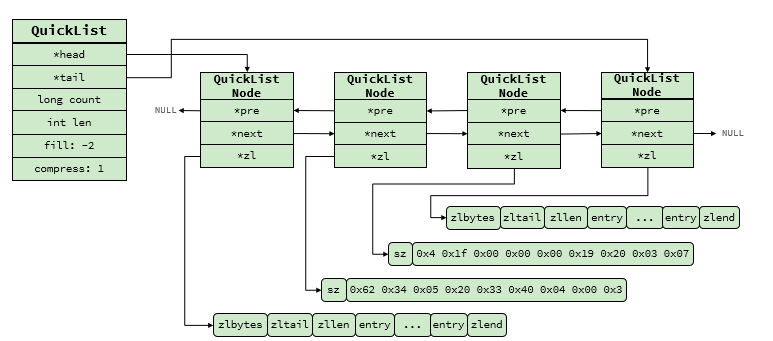 QuickList
*head
*tail
long count
int len
fill: -2
compress: 1
QuickList
Node
*pre
*next
*zl
QuickList
Node
*pre
*next
*zl
QuickList
Node
*pre
*next
*zl
QuickList
Node
*pre
*next
*zl
NULL
NULL
zlbytes zltail zllen entry ... entry zlend
sz 0x4 0x1f 0x00 0x00 0x00 0x19 0x20 0x03 0x07
sz 0x62 0x34 0x05 0x20 0x33 0x40 0x04 0x00 0x3
zlbytes zltail zllen entry ... entry zlend